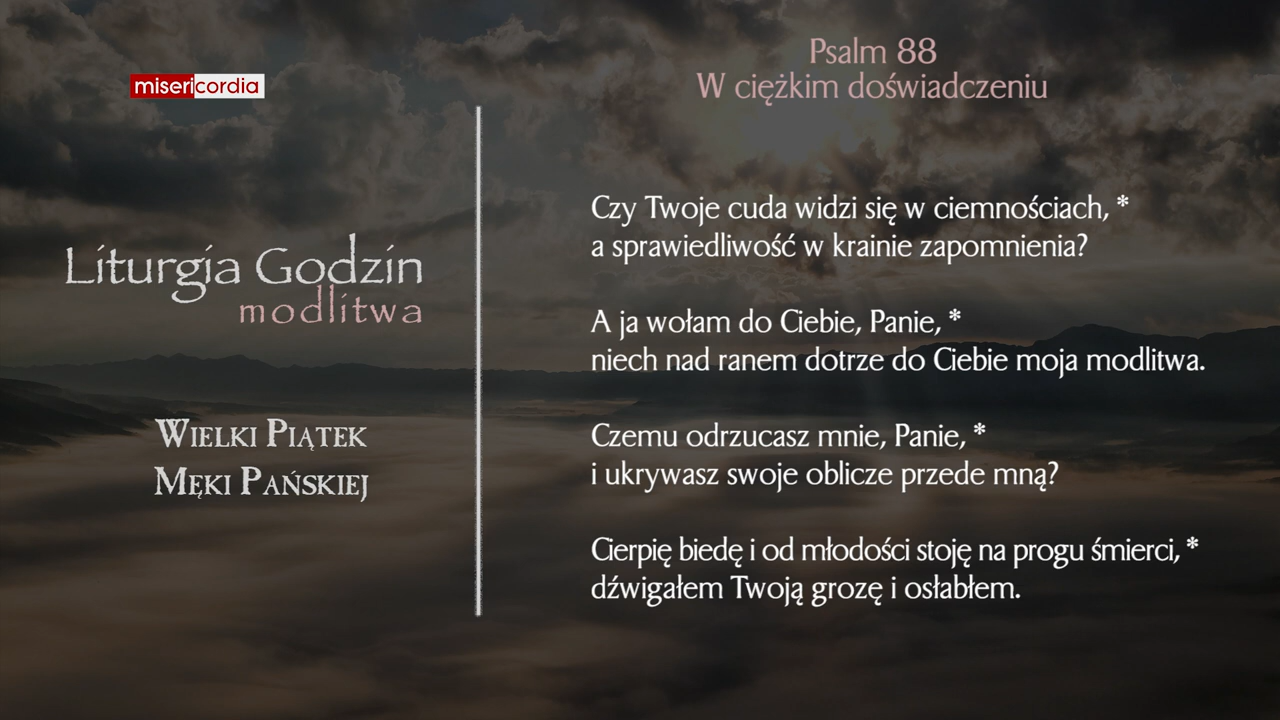 misericordia
Liturgia Godzin
modlitwa
Wielki Piątek
Męki Pańskiej
Psalm 88
W ciężkim doświadczeniu
Czy Twoje cuda widzi się w ciemnościach, *
a sprawiedliwość w krainie zapomnienia?
A ja wołam do Ciebie, Panie, *
niech nad ranem dotrze do Ciebie moja modlitwa.
Czemu odrzucasz mnie, Panie, *
i ukrywasz swoje oblicze przede mną?
Cierpię biedę i od młodości stoję na progu śmierci, *
dźwigałem Twoją grozę i osłabłem.